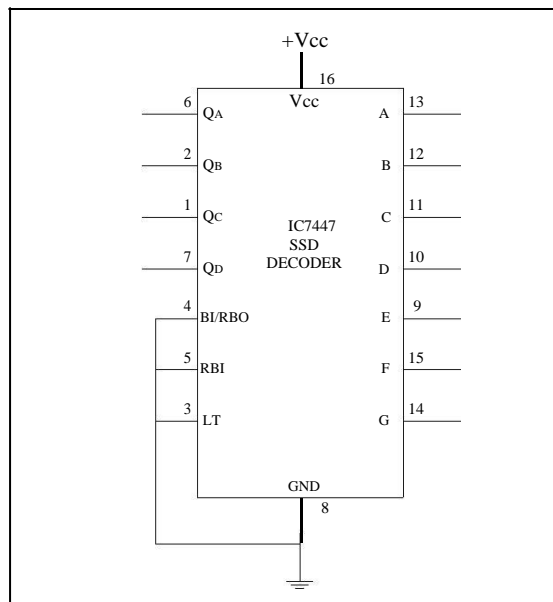 +Vcc
16
Vcc
6 QA A 13
2 QB B 12
1 QC C 11
IC7447
SSD
DECODER
7 QD D 10
4 BI/RBO E 9
5 RBI F 15
3 LT G 14
GND
8